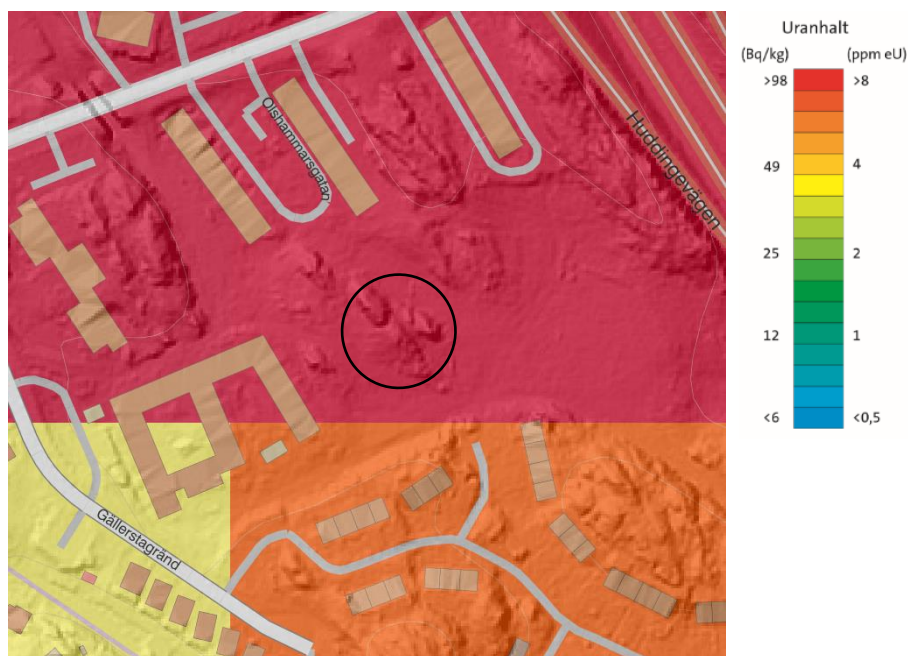 Olshammarsgatan
Huddingevägen
Gällerstagränd
Uranhalt
(Bq/kg) (ppm eU)
>98 >8
49 4
25 2
12 1
<6 <0,5